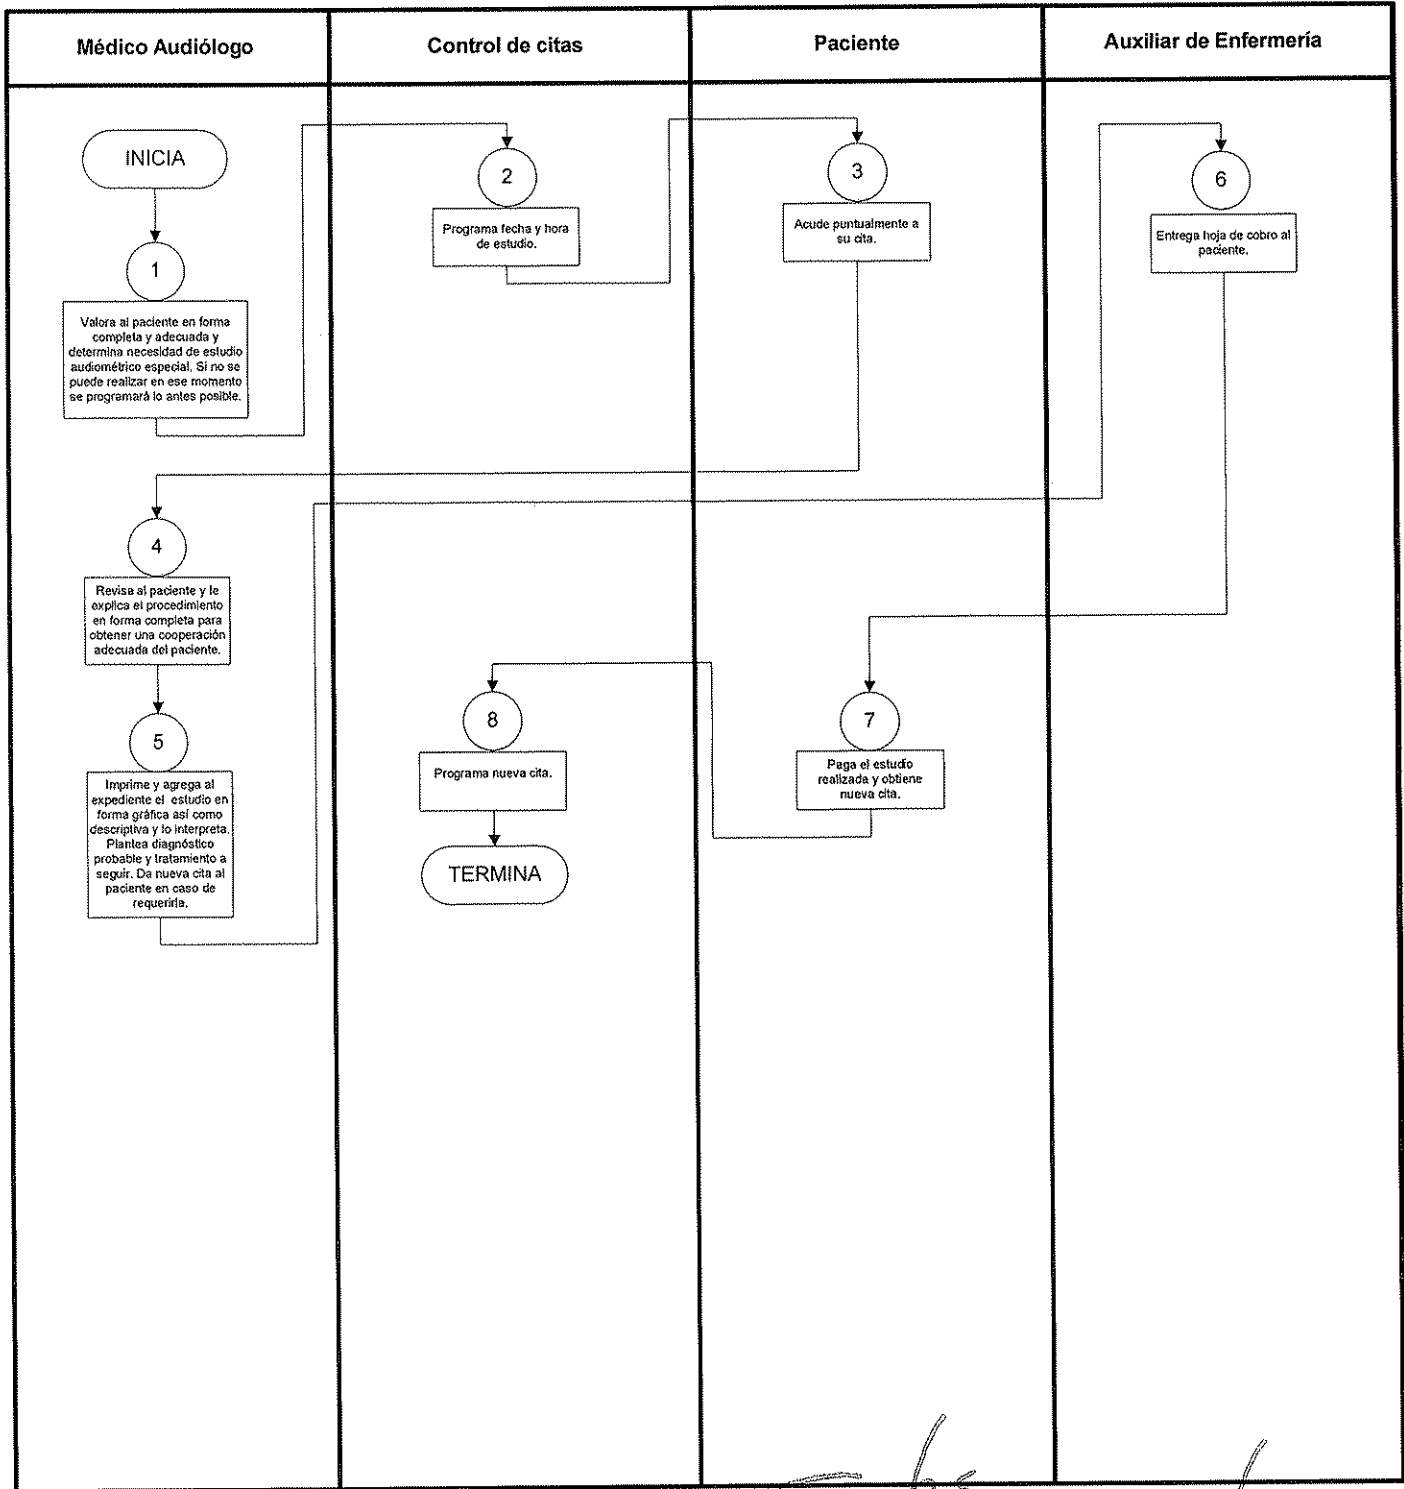 Médico Audiólogo
Control de citas
Paciente
Auxiliar de Enfermería
INICIA
1
Valora al paciente en forma
completa y adecuada y
determina necesidad de estudio
audiométrico especial. Si no se
puede realizar en ese momento
se programará lo antes posible.
2
Programa fecha y hora
de estudio.
3
Acude puntualmente a
su cita.
4
Revisa al paciente y le
explica el procedimiento
en forma completa para
obtener una cooperación
adecuada del paciente.
5
Imprime y agrega al
expediente el estudio en
forma gráfica así como
descriptiva y lo interpreta.
Plantea diagnóstico
probable y tratamiento a
seguir. Da nueva cita al
paciente en caso de
requerirla.
6
Entrega hoja de cobro al
paciente.
7
Paga el estudio
realizada y obtiene
nueva cita.
8
Programa nueva cita.
TERMINA